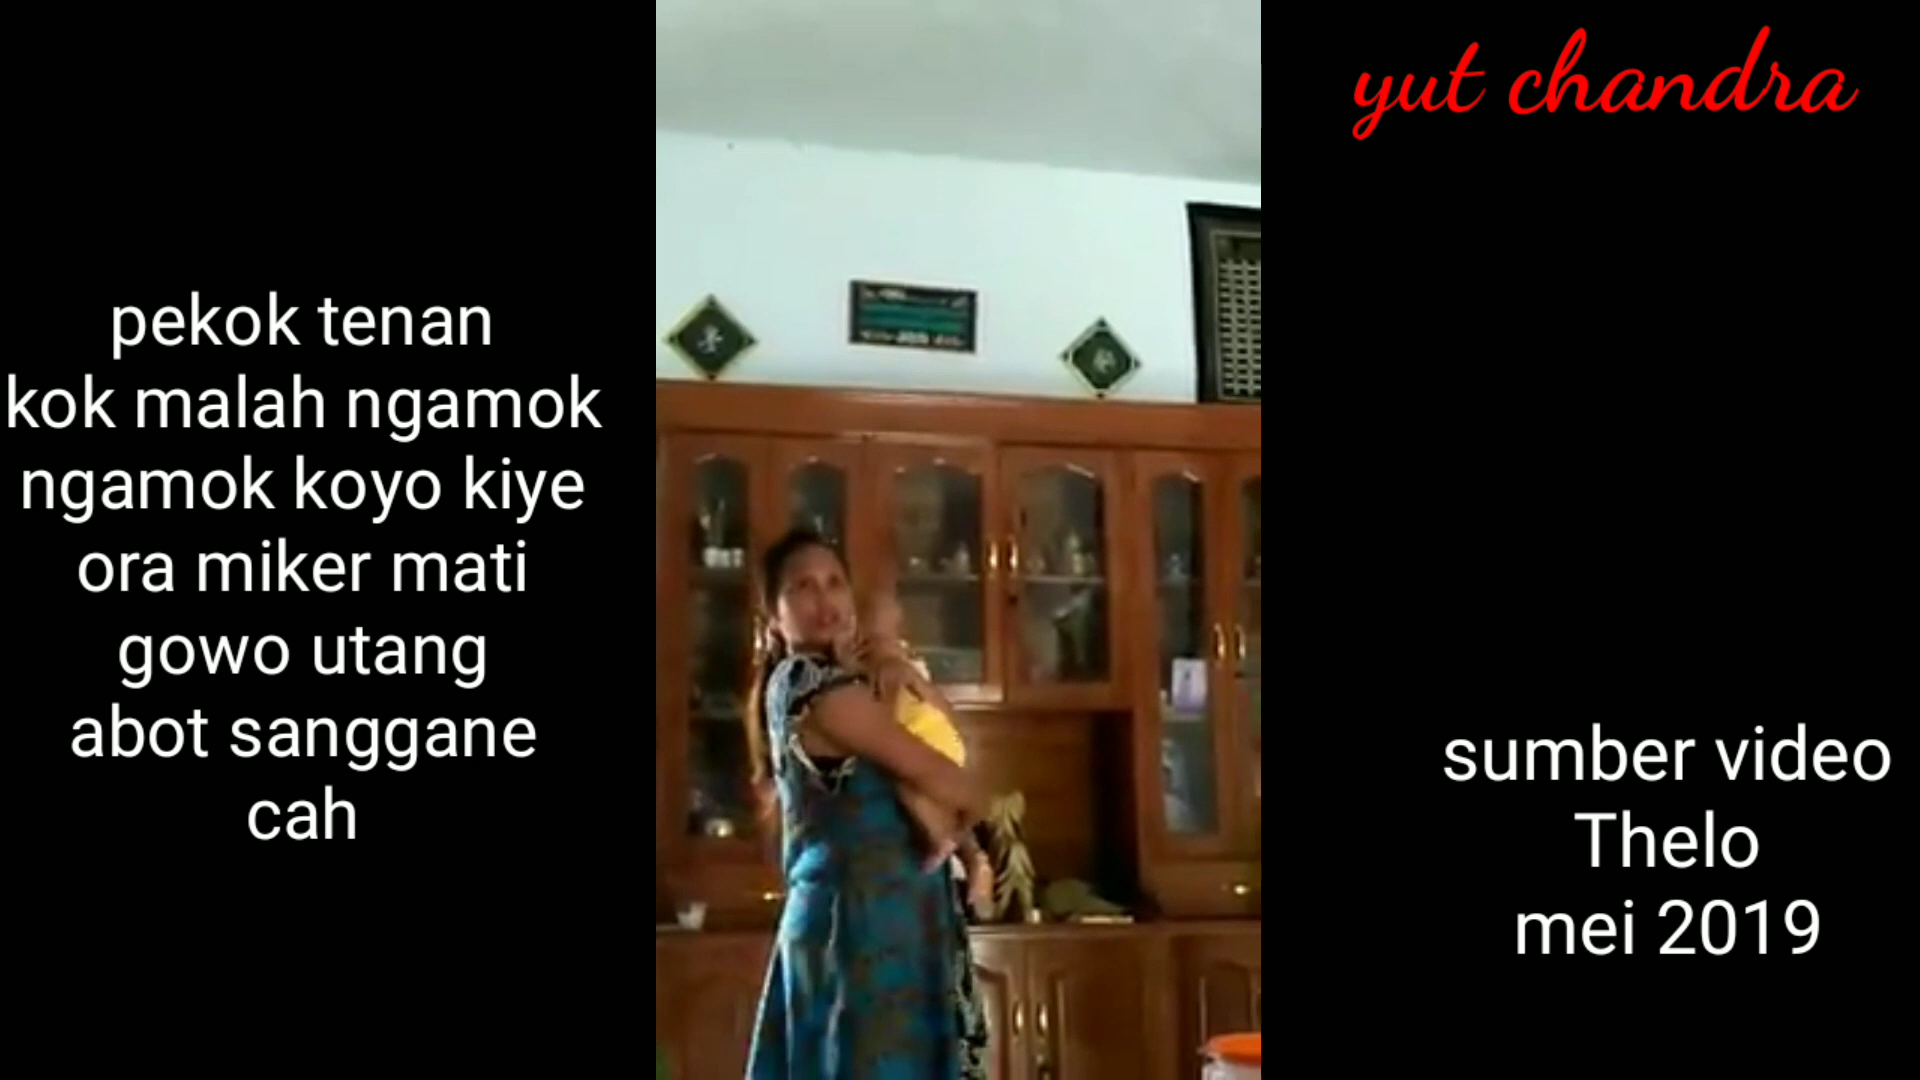 yut chandra
pekok tenan
kok malah ngamok
ngamok koyo kiye
ora miker mati
gowo utang
abot sanggane
cah
sumber video
Thelo
mei 2019